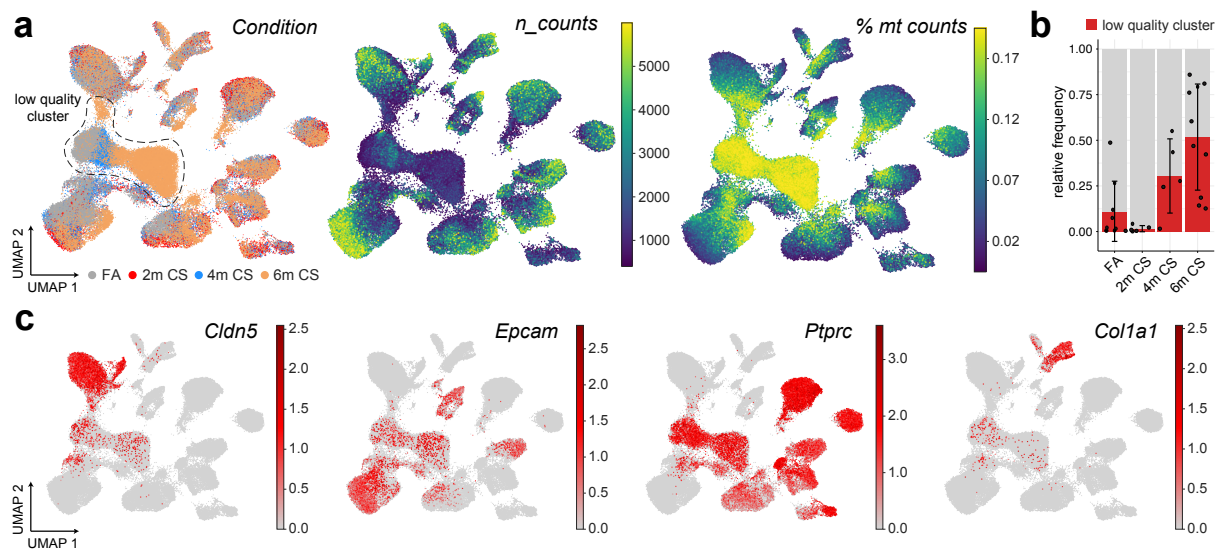 a
Condition
low quality
cluster
UMAP 2
UMAP 1
FA
2m CS
4m CS
6m CS
n_counts
5000
4000
3000
2000
1000
% mt counts
0.17
0.12
0.07
0.02
b
low quality cluster
relative frequency
1.00
0.75
0.50
0.25
0.00
FA
2m CS
4m CS
6m CS
c
Cldn5
2.5
2.0
1.5
1.0
0.5
0.0
UMAP 2
UMAP 1
Epcam
2.5
2.0
1.5
1.0
0.5
0.0
Ptprc
3.0
2.0
1.0
0.0
Col1a1
2.5
2.0
1.5
1.0
0.5
0.0